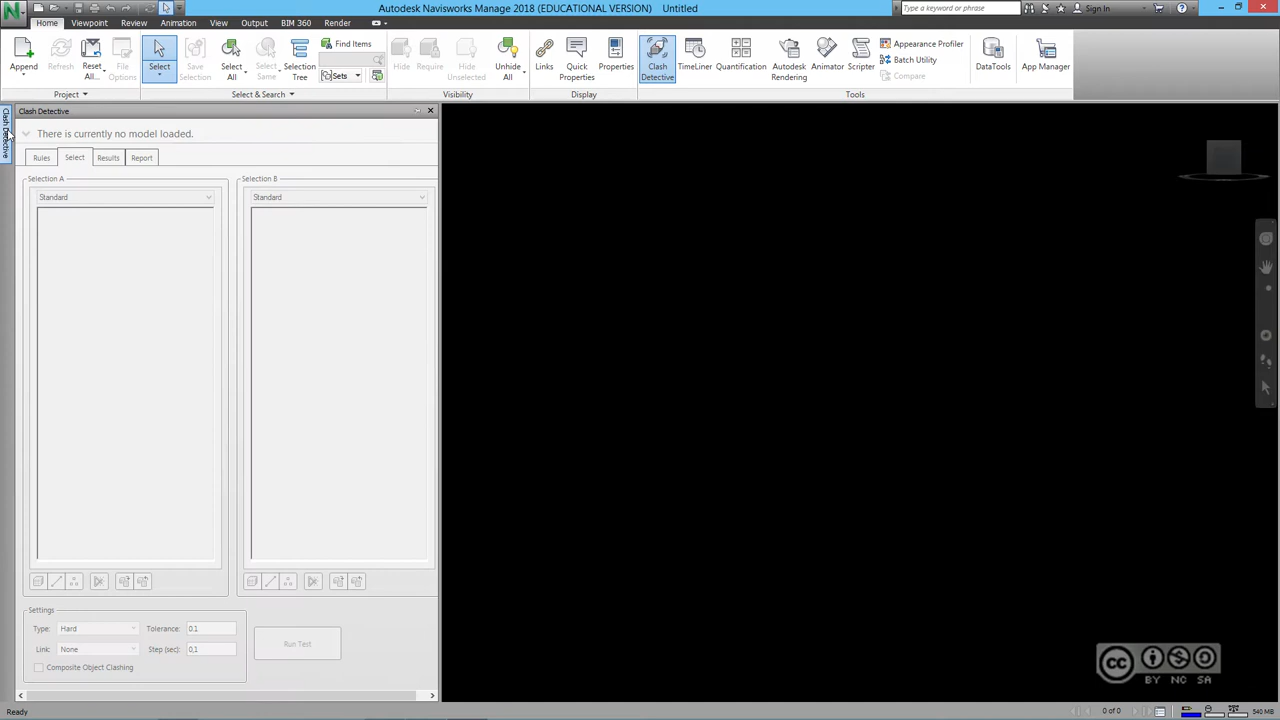 Autodesk Navisworks Manage 2018 (EDUCATIONAL VERSION) Untitled
Type a keyword or phrase
Sign In
Home Viewpoint Review Animation View Output BIM 360 Render
Append
Refresh
Reset All...
File Options
Project
Select
Save Selection
Select All
Select Same
Selection Tree
Find Items
Sets
Select & Search
Hide
Require
Hide Unselected
Unhide All
Visibility
Links
Quick Properties
Properties
Display
Clash Detective
TimeLiner
Quantification
Autodesk Rendering
Animator
Scripter
Appearance Profiler
Batch Utility
Compare
DataTools
App Manager
Tools
Clash Detective
Clash Detective
There is currently no model loaded.
Rules Select Results Report
Selection A Selection B
Standard Standard
Settings
Type: Hard Tolerance: 0.1
Link: None Step (sec): 0,1
Composite Object Clashing
Run Test
cc BY NC SA
Ready
0 of 0
540 MB